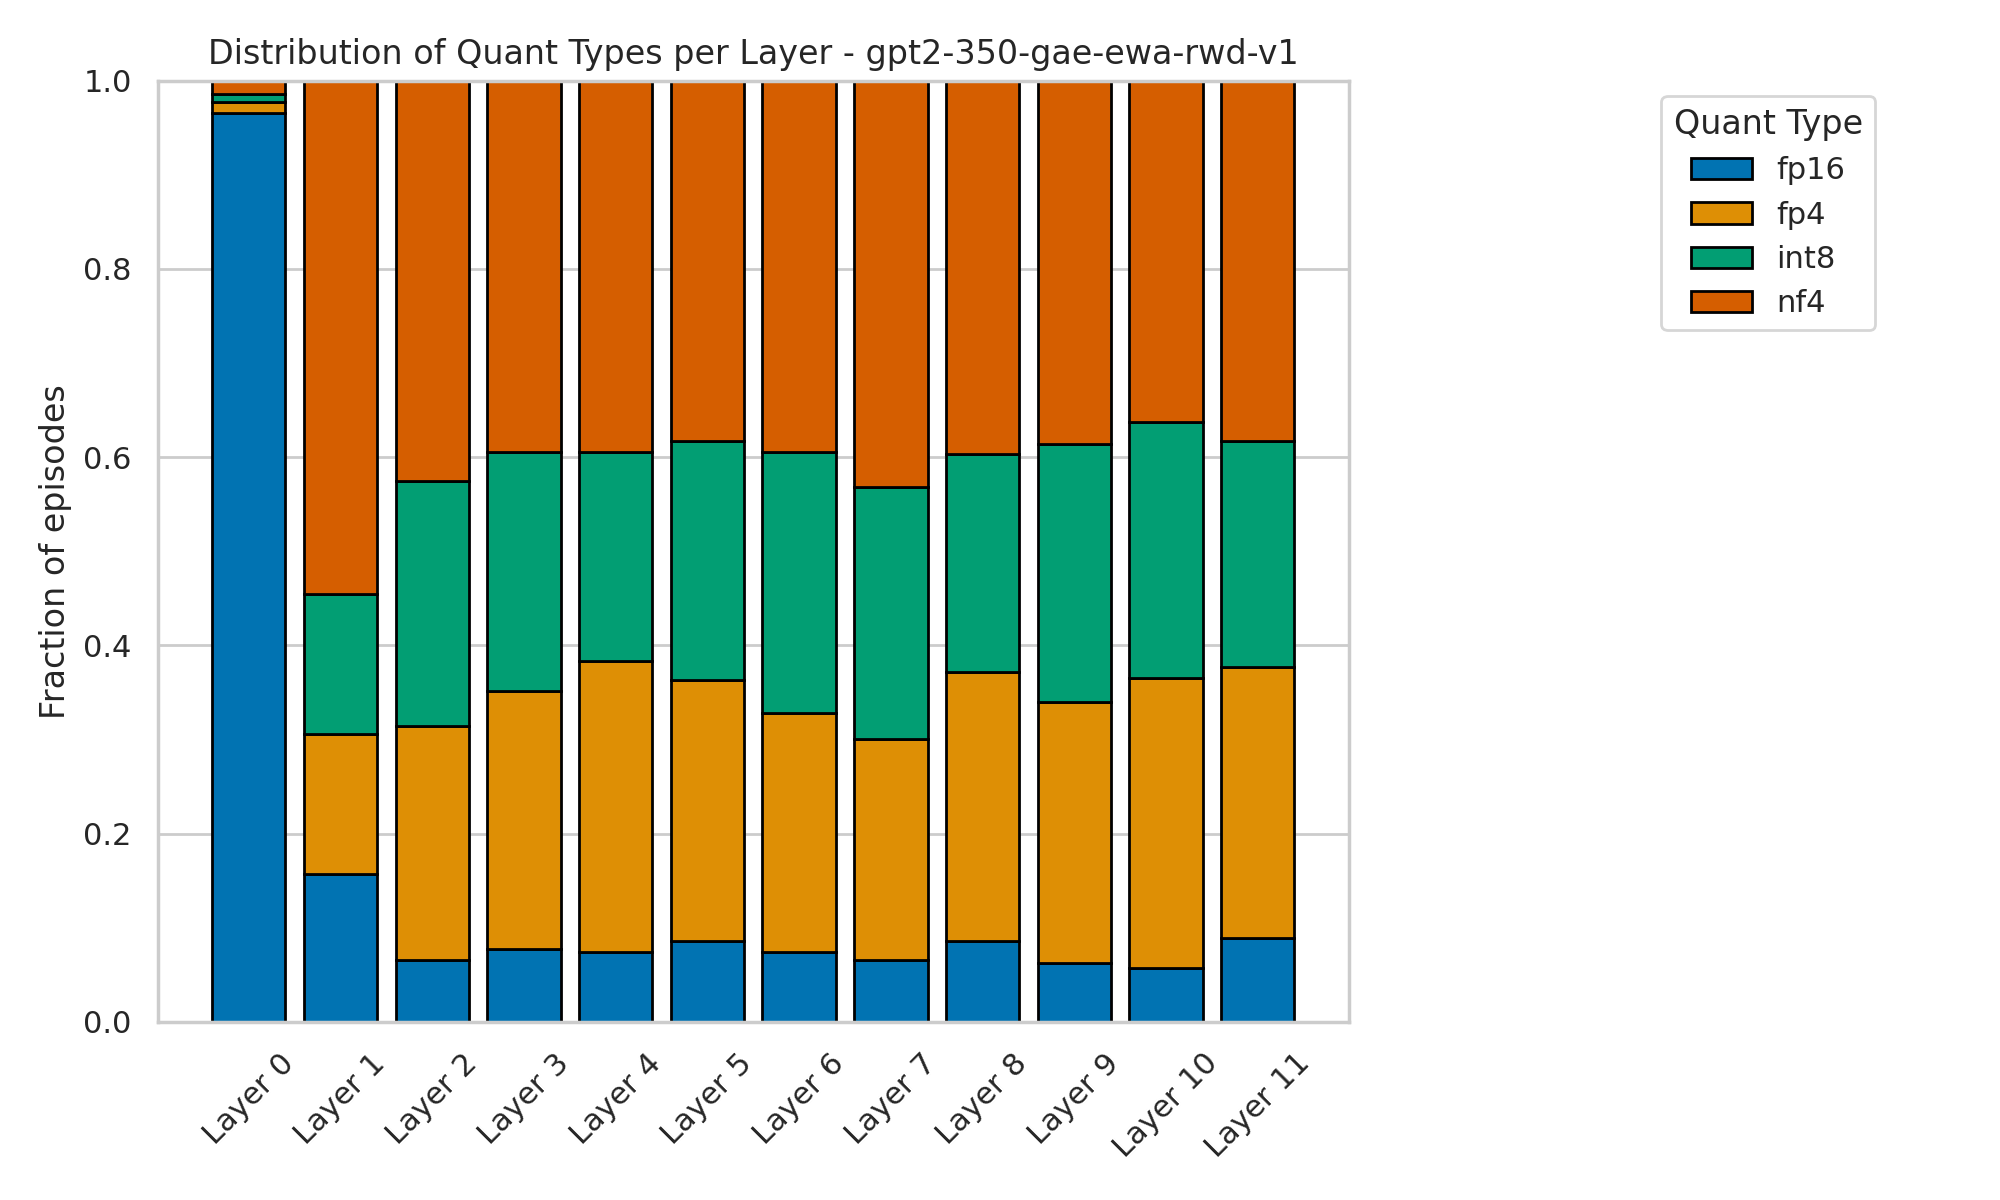 Distribution of Quant Types per Layer - gpt2-350-gae-ewa-rwd-v1
Fraction of episodes
1.0
0.8
0.6
0.4
0.2
0.0
Layer 0
Layer 1
Layer 2
Layer 3
Layer 4
Layer 5
Layer 6
Layer 7
Layer 8
Layer 9
Layer 10
Layer 11
Quant Type
fp16
fp4
int8
nf4